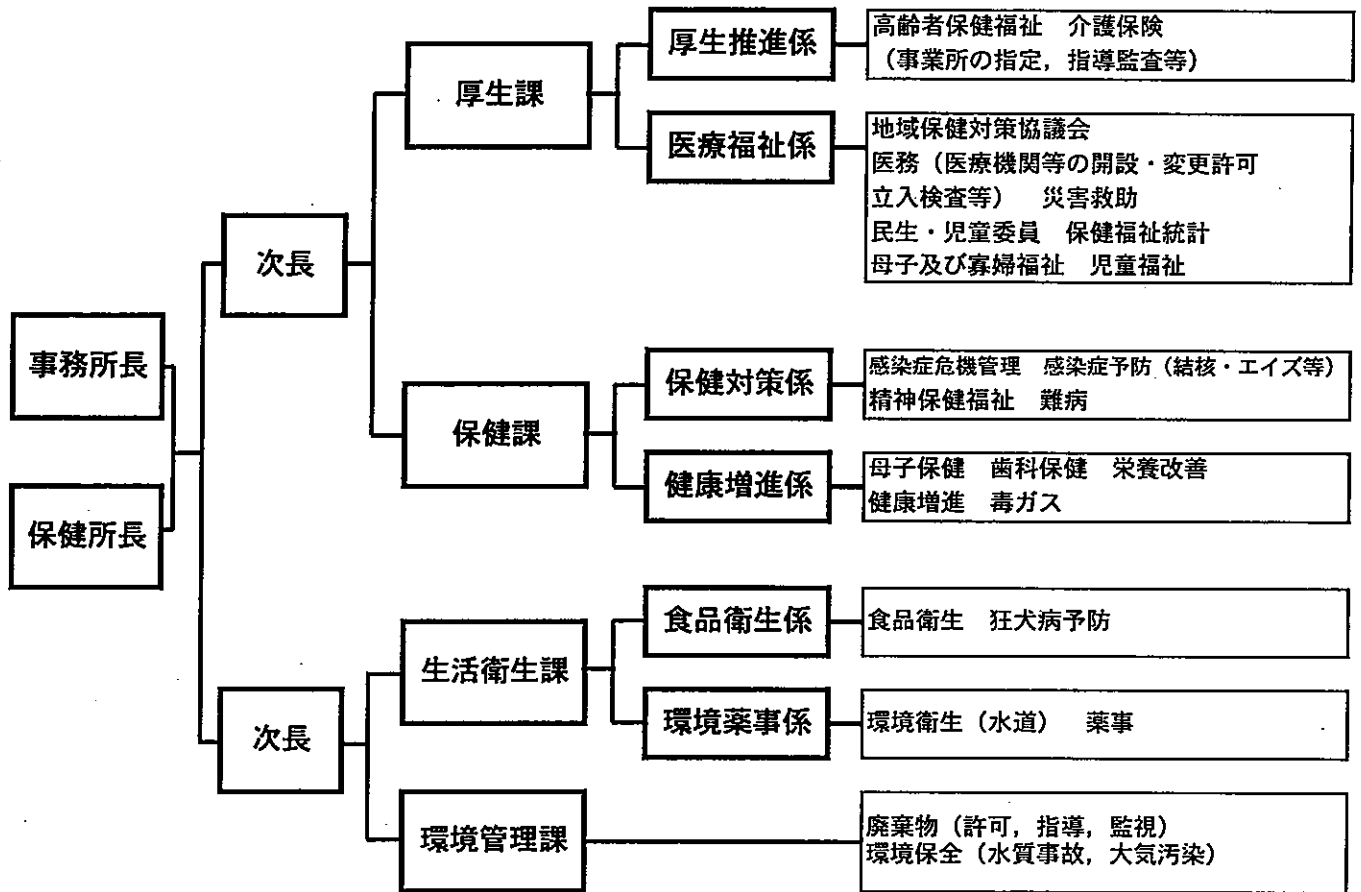 事務所長
保健所長
次長
厚生課
厚生推進係
高齢者保健福祉　介護保険
（事業所の指定，指導監査等）
医療福祉係
地域保健対策協議会
医務（医療機関等の開設・変更許可
立入検査等）　災害救助
民生・児童委員　保健福祉統計
母子及び寡婦福祉　児童福祉
保健課
保健対策係
感染症危機管理　感染症予防（結核・エイズ等）
精神保健福祉　難病
健康増進係
母子保健　歯科保健　栄養改善
健康増進　毒ガス
次長
生活衛生課
食品衛生係
食品衛生　狂犬病予防
環境薬事係
環境衛生（水道）　薬事
環境管理課
廃棄物（許可，指導，監視）
環境保全（水質事故，大気汚染）